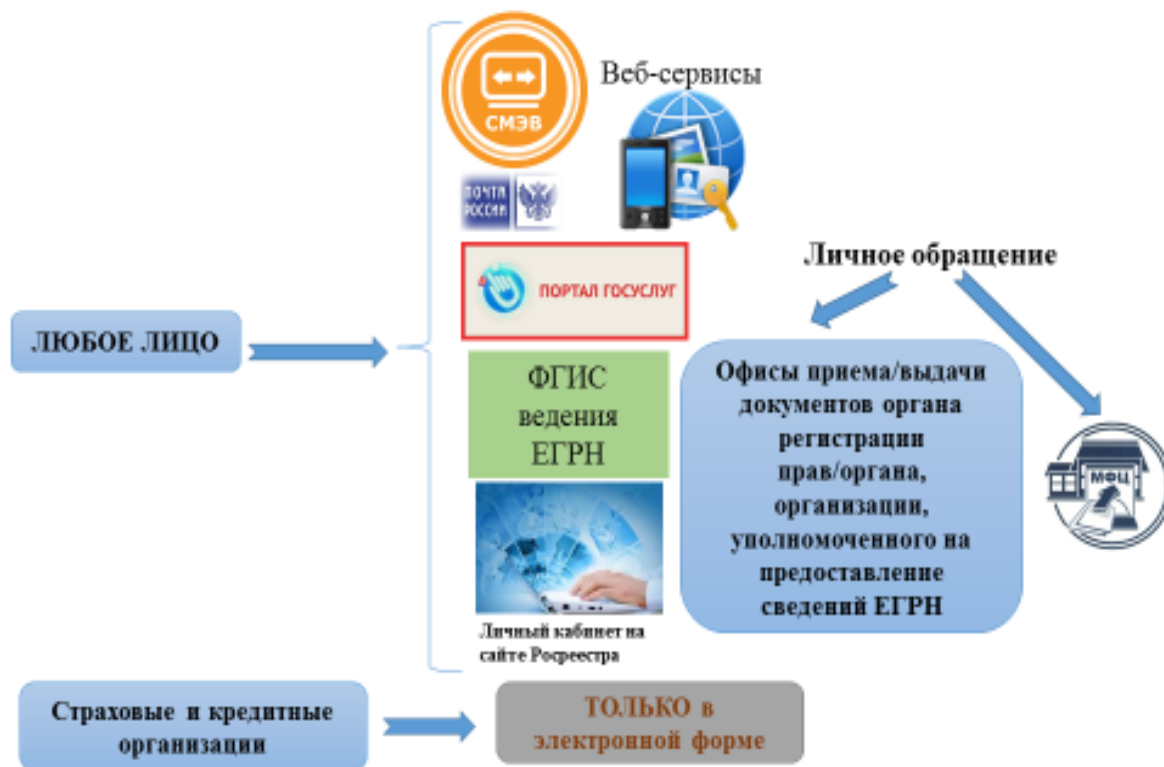 СМЭВ
Веб-сервисы
ПОЧТА
РОССИИ
ПОРТАЛ ГОСУСЛУГ
Личное обращение
ЛЮБОЕ ЛИЦО
ФГИС
ведения
ЕГРН
Офисы приема/выдачи
документов органа
регистрации
прав/органа,
организации,
уполномоченного на
предоставление
сведений ЕГРН
МФЦ
Личный кабинет на
сайте Росреестра
Страховые и кредитные
организации
ТОЛЬКО в
электронной форме